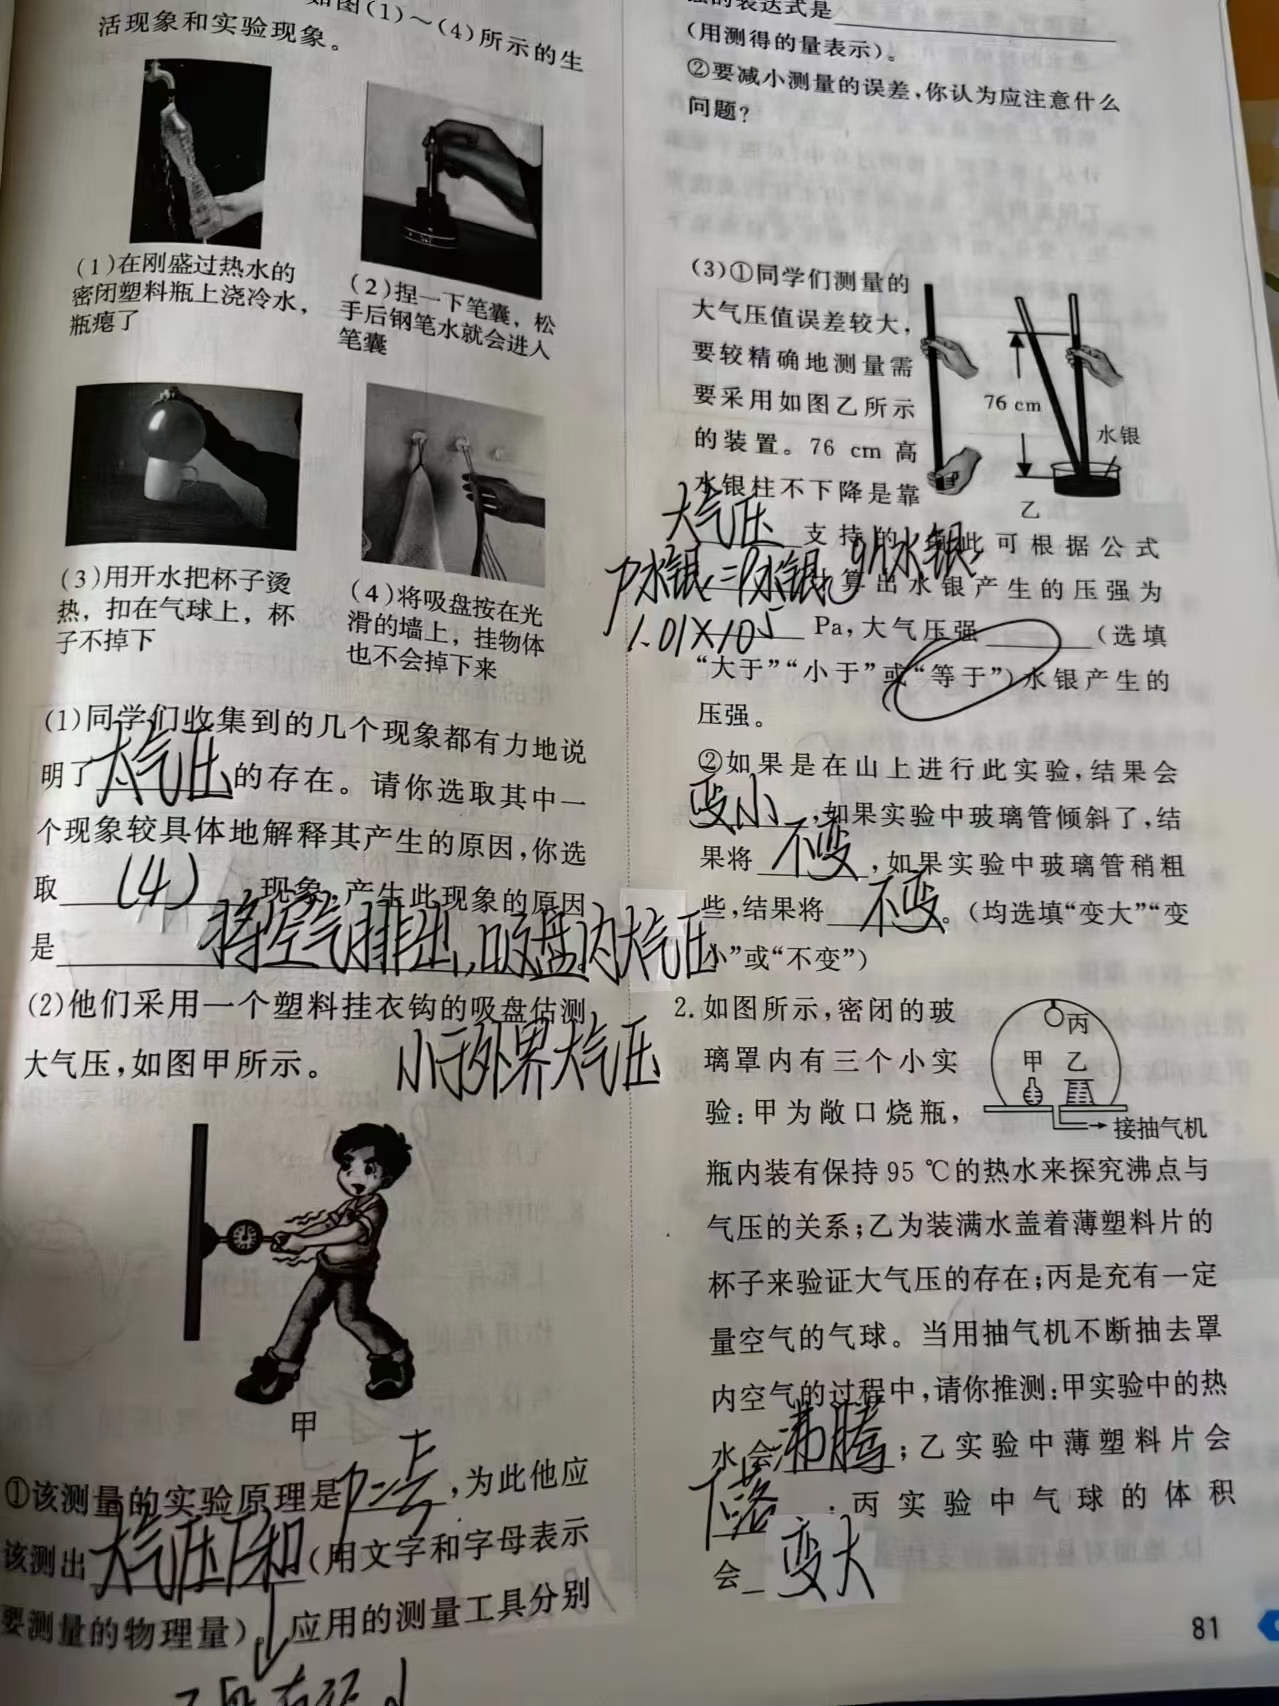 如图(1)～(4)所示的生
活现象和实验现象。
(1)在刚盛过热水的
密闭塑料瓶上浇冷水，
瓶瘪了
(2)捏一下笔囊，松
手后钢笔水就会进入
笔囊
(3)用开水把杯子烫
热，扣在气球上，杯
子不掉下
(4)将吸盘按在光
滑的墙上，挂物体
也不会掉下来
(1)同学们收集到的几个现象都有力地说
明了大气压的存在。请你选取其中一
个现象较具体地解释其产生的原因，你选
取(4)现象，产生此现象的原因
是将空气排出，吸盘内大气压
小于外界大气压
(2)他们采用一个塑料挂衣钩的吸盘估测
大气压，如图甲所示。
甲
①该测量的实验原理是P=F/S，为此他应
该测出大气压F和(用文字和字母表示
要测量的物理量)，应用的测量工具分别
的表达式是
(用测得的量表示)。
②要减小测量的误差，你认为应注意什么
问题？
(3)①同学们测量的
大气压值误差较大，
要较精确地测量需
要采用如图乙所示
的装置。76 cm 高
水银柱不下降是靠
76 cm
水银
乙
大气压支持的，此可根据公式
P水银=ρ水银gh水银算出水银产生的压强为
1.01×10⁵ Pa，大气压强(选填
“大于”“小于”或“等于”)水银产生的
压强。
②如果是在山上进行此实验，结果会
变小，如果实验中玻璃管倾斜了，结
果将不变，如果实验中玻璃管稍粗
些，结果将不变。(均选填“变大”“变
小”或“不变”)
2.如图所示，密闭的玻
璃罩内有三个小实
验：甲为敞口烧瓶，
丙
甲 乙
接抽气机
瓶内装有保持 95 ℃的热水来探究沸点与
气压的关系；乙为装满水盖着薄塑料片的
杯子来验证大气压的存在；丙是充有一定
量空气的气球。当用抽气机不断抽去罩
内空气的过程中，请你推测：甲实验中的热
水会沸腾；乙实验中薄塑料片会
下落，丙实验中气球的体积
会变大
81